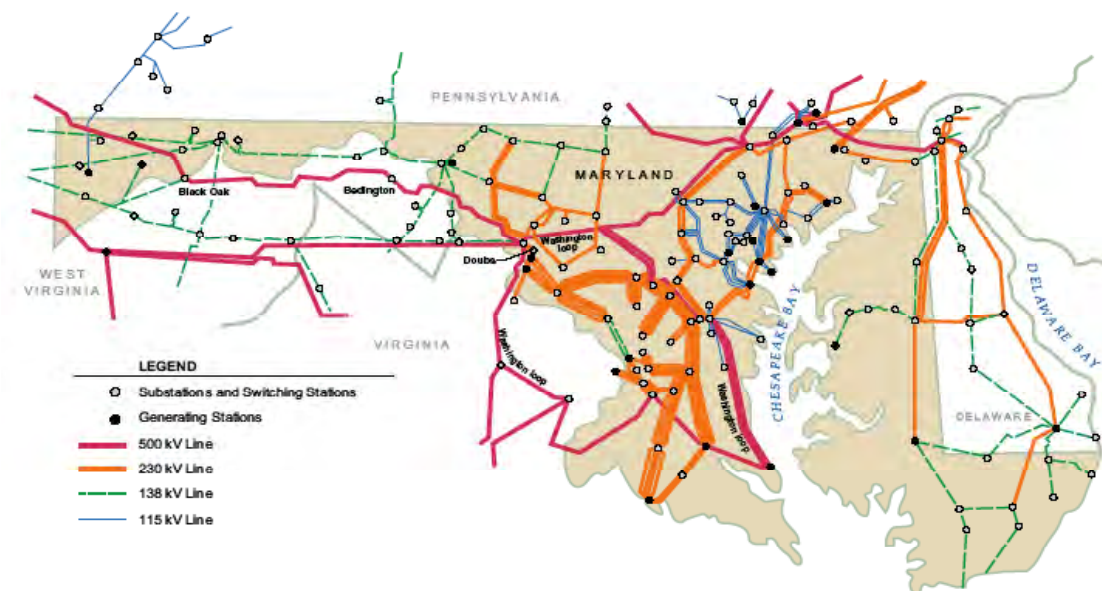 PENNSYLVANIA
MARYLAND
Black Oak
Bedington
Washington
loop
Doubs
WEST
VIRGINIA
VIRGINIA
Washington loop
Washington loop
CHESAPEAKE BAY
DELAWARE BAY
DELAWARE
LEGEND
Substations and Switching Stations
Generating Stations
500 kV Line
230 kV Line
138 kV Line
115 kV Line